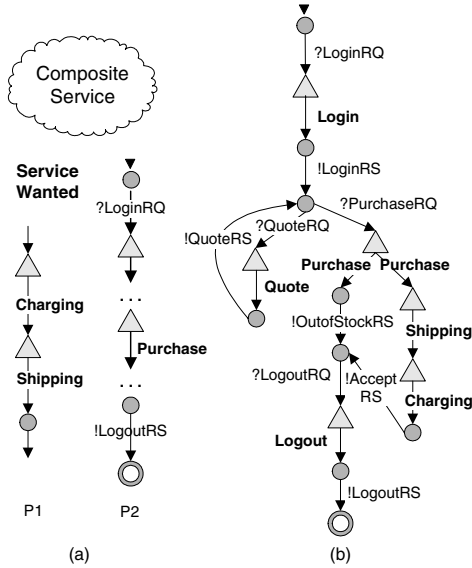 Composite
Service
Service
Wanted
Charging
Shipping
P1
?LoginRQ
...
Purchase
...
!LogoutRS
P2
(a)
?LoginRQ
Login
!LoginRS
?PurchaseRQ
?QuoteRQ
!QuoteRS
Quote
Purchase
Purchase
!OutofStockRS
Shipping
?LogoutRQ
!Accept
RS
Charging
Logout
!LogoutRS
(b)